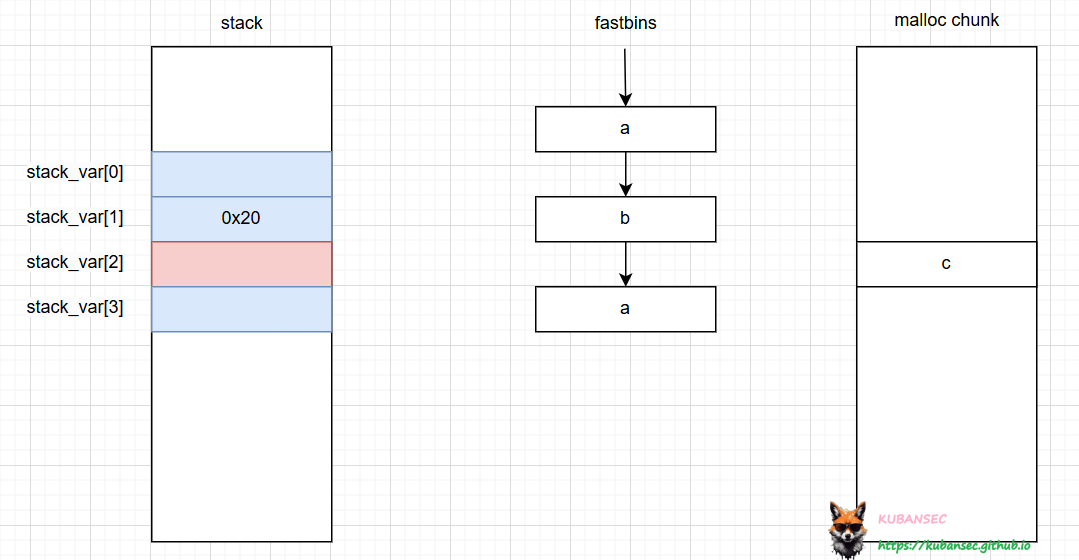 stack
fastbins
malloc chunk
a
stack_var[0]
stack_var[1]
0x20
b
stack_var[2]
c
stack_var[3]
a
KUBANSEC
https://kubansec.github.io